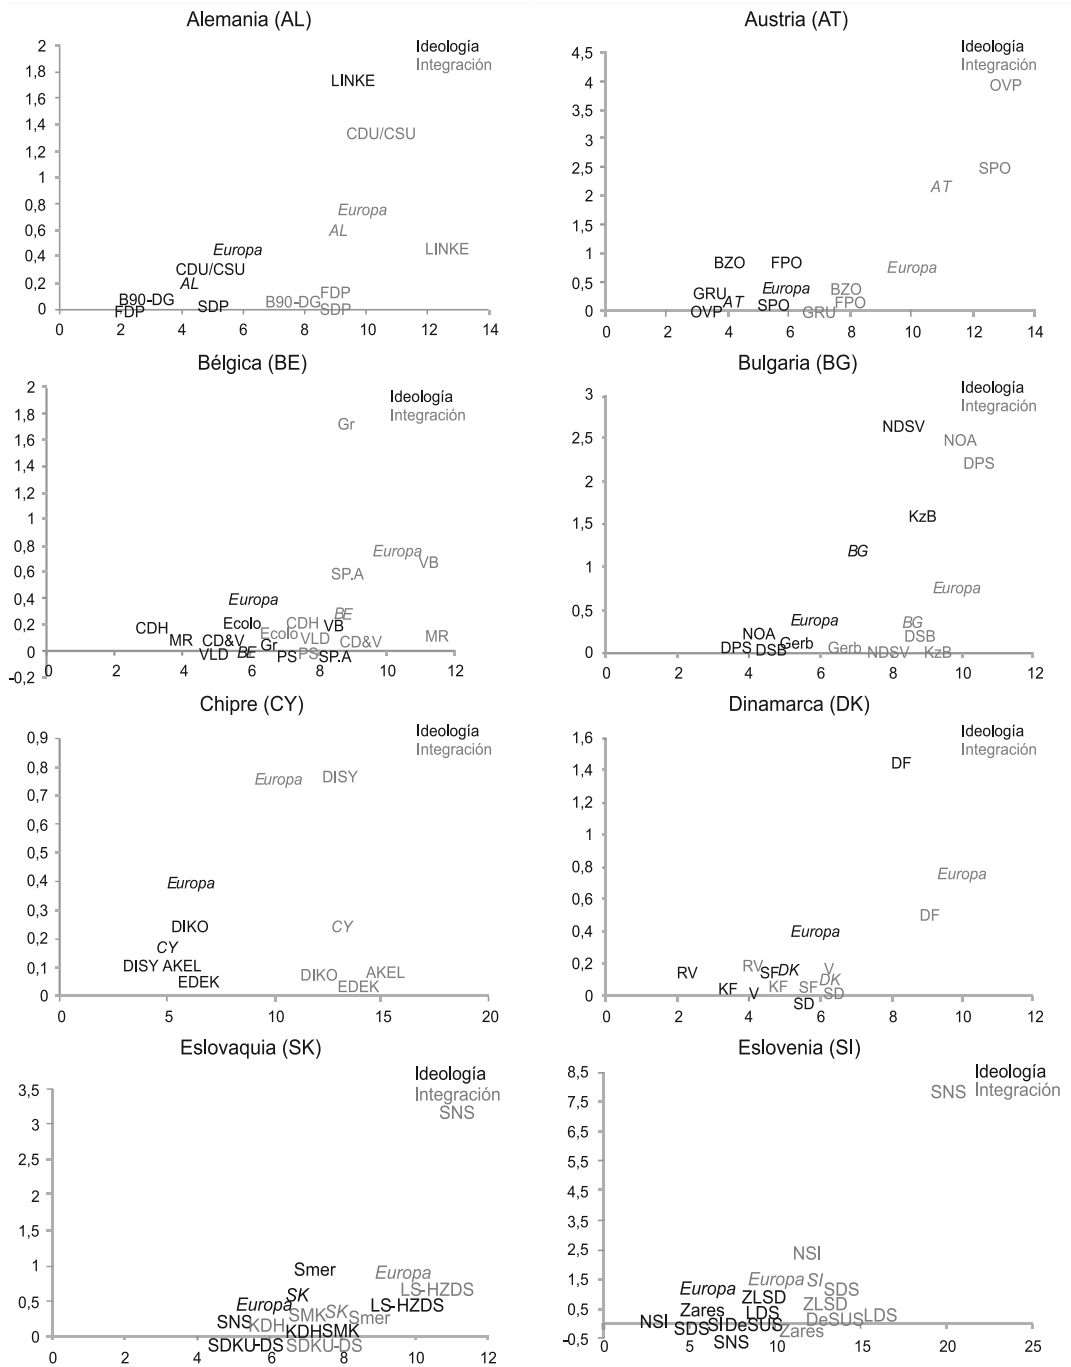 Alemania (AL)
Ideología
Integración
2
1,8
1,6
1,4
1,2
1
0,8
0,6
0,4
0,2
0
LINKE
CDU/CSU
Europa
AL
LINKE
Europa
CDU/CSU
AL
FDP
B90-DG
B90-DG
SDP
SDP
FDP
0 2 4 6 8 10 12 14
Austria (AT)
Ideología
Integración
4,5
4
3,5
3
2,5
2
1,5
1
0,5
0
OVP
SPO
AT
BZO FPO
Europa
Europa
BZO
GRU
AT
SPO
FPO
OVP
GRU
0 2 4 6 8 10 12 14
Bélgica (BE)
Ideología
Integración
2
1,8
1,6
1,4
1,2
1
0,8
0,6
0,4
0,2
0
-0,2
Gr
Europa
VB
SP.A
Europa
BE
Ecolo
CDH
VB
CDH
Ecolo
MR
MR
CD&V
VLD
CD&V
Gr
VLD
BE
PS
PS
SP.A
0 2 4 6 8 10 12
Bulgaria (BG)
Ideología
Integración
3
2,5
2
1,5
1
0,5
0
NDSV
NOA
DPS
KzB
BG
Europa
Europa
BG
NOA
DSB
Gerb
DPS
DSB
Gerb
NDSV
KzB
0 2 4 6 8 10 12 14
Chipre (CY)
Ideología
Integración
0,9
0,8
0,7
0,6
0,5
0,4
0,3
0,2
0,1
0
Europa
DISY
Europa
DIKO
CY
CY
DISY AKEL
EDEK
DIKO
AKEL
EDEK
0 5 10 15 20
Dinamarca (DK)
Ideología
Integración
1,6
1,4
1,2
1
0,8
0,6
0,4
0,2
0
DF
Europa
DF
Europa
RV
RV
SF
DK
V
DK
KF
V
KF
SF
SD
SD
0 2 4 6 8 10 12
Eslovaquia (SK)
Ideología
Integración
3,5
3
2,5
2
1,5
1
0,5
0
SNS
Smer
Europa
LS-HZDS
SK
Europa
LS-HZDS
SNS
KDH
SMK
SK
Smer
KDH
SMK
SDKU-DS
SDKU-DS
0 2 4 6 8 10 12
Eslovenia (SI)
Ideología
Integración
8,5
7,5
6,5
5,5
4,5
3,5
2,5
1,5
0,5
-0,5
SNS
NSI
Europa
SI
SDS
Europa
ZLSD
ZLSD
Zares
LDS
DeSUS
LDS
NSI
SDS
SI
DeSUS
Zares
SNS
0 5 10 15 20 25